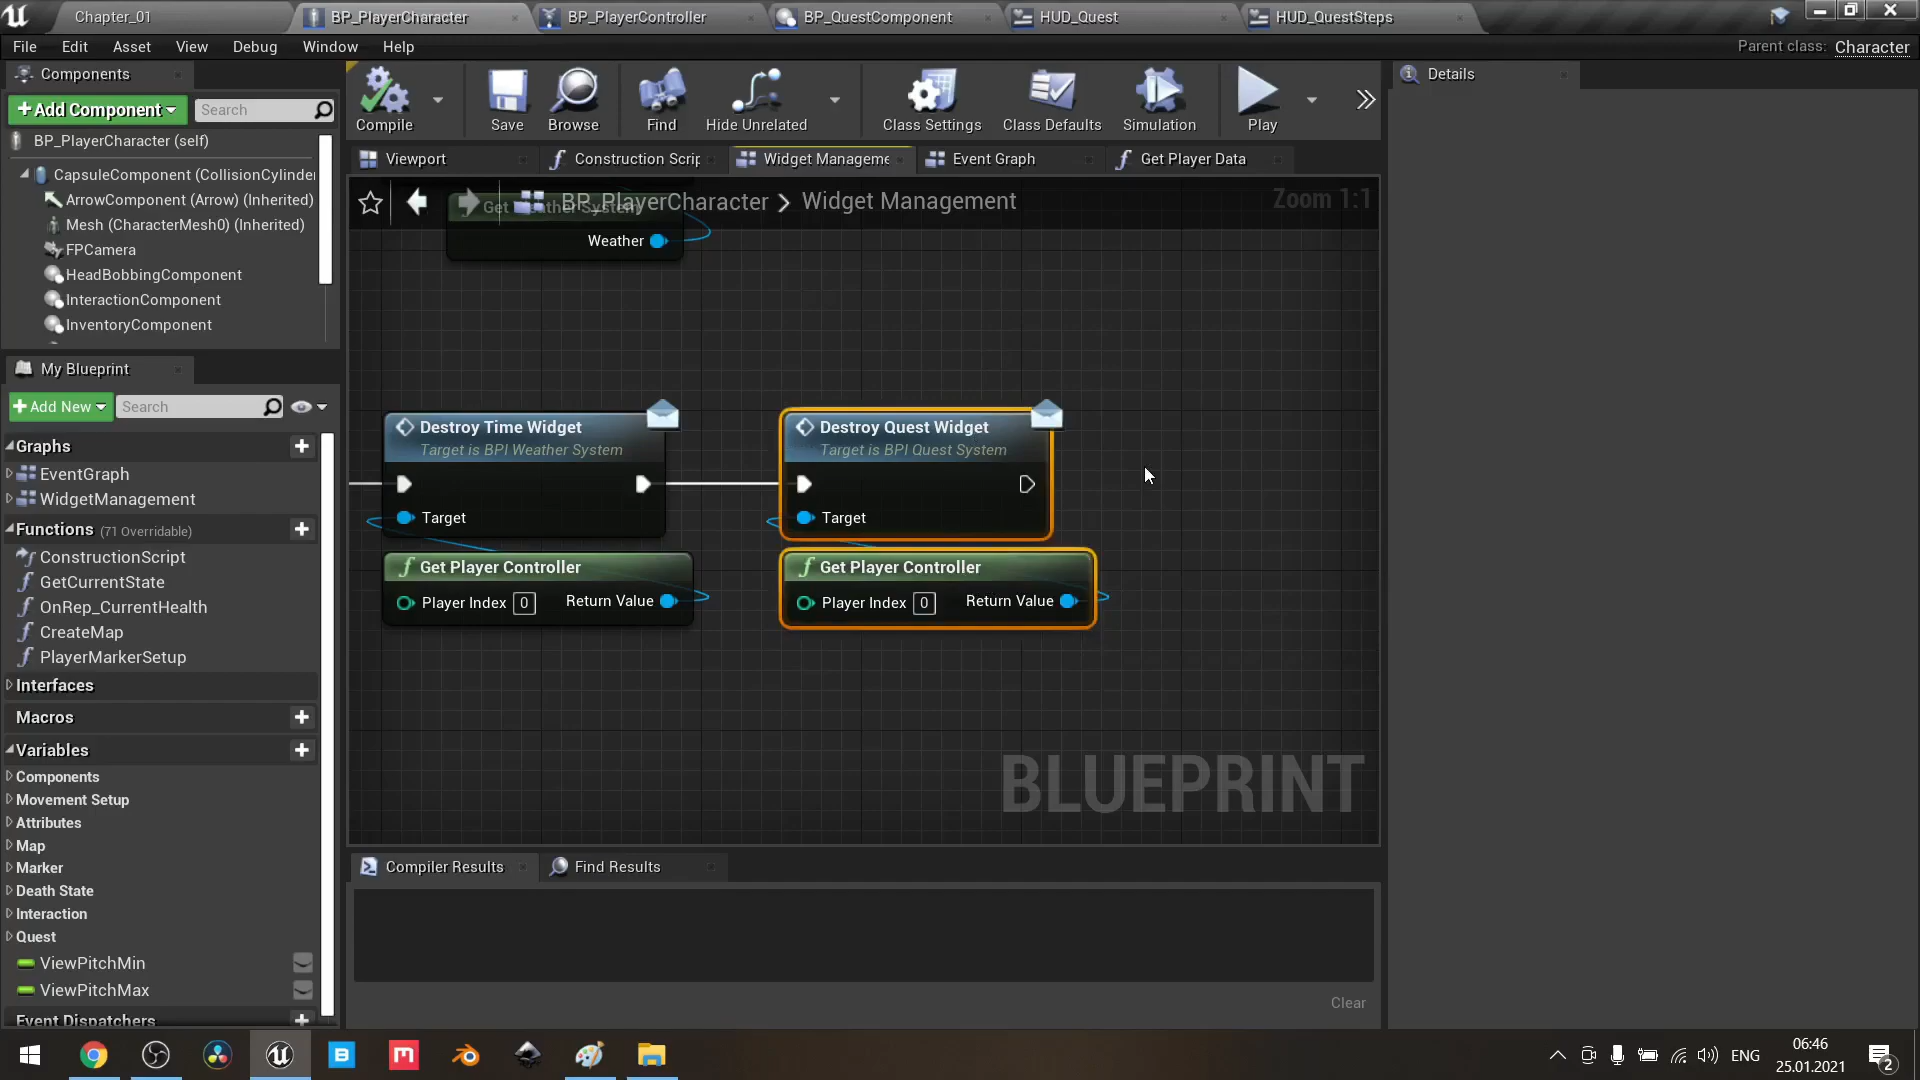 Chapter_01
BP_PlayerCharacter
BP_PlayerController
BP_QuestComponent
HUD_Quest
HUD_QuestSteps
File
Edit
Asset
View
Debug
Window
Help
Parent class: Character
Components
Details
Add Component
Search
Compile
Save
Browse
Find
Hide Unrelated
Class Settings
Class Defaults
Simulation
Play
BP_PlayerCharacter (self)
CapsuleComponent (CollisionCylinde
ArrowComponent (Arrow) (Inherited)
Mesh (CharacterMesh0) (Inherited)
FPCamera
HeadBobbingComponent
InteractionComponent
InventoryComponent
Viewport
Construction Scrip
Widget Manageme
Event Graph
Get Player Data
BP_PlayerCharacter > Widget Management
Zoom 1:1
Weather
My Blueprint
Add New
Search
Graphs
EventGraph
WidgetManagement
Functions (71 Overridable)
ConstructionScript
GetCurrentState
OnRep_CurrentHealth
CreateMap
PlayerMarkerSetup
Interfaces
Macros
Variables
Components
Movement Setup
Attributes
Map
Marker
Death State
Interaction
Quest
ViewPitchMin
ViewPitchMax
Event Dispatchers
Destroy Time Widget
Target is BPI Weather System
Target
Get Player Controller
Player Index 0
Return Value
Destroy Quest Widget
Target is BPI Quest System
Target
Get Player Controller
Player Index 0
Return Value
BLUEPRINT
Compiler Results
Find Results
Clear
ENG
06:46
25.01.2021
2